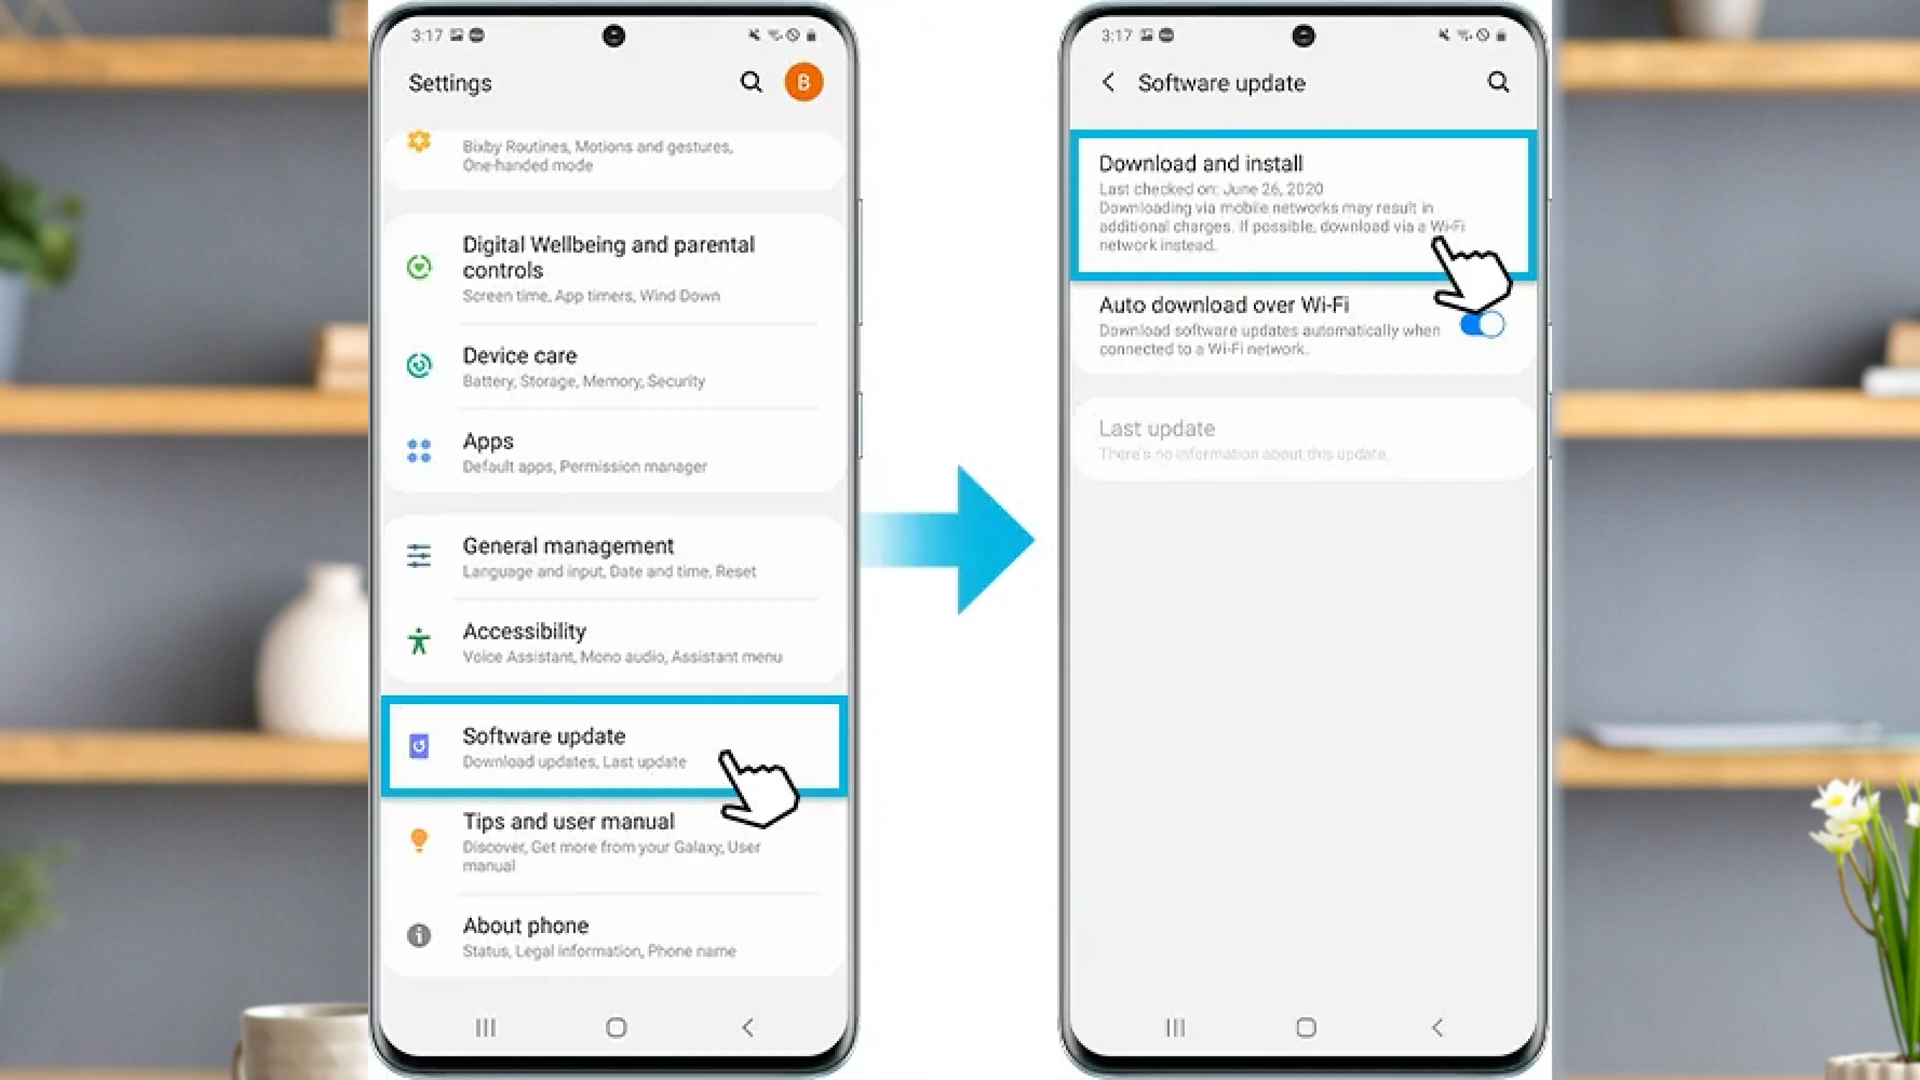 3:17
Settings
B
Bixby Routines, Motions and gestures,
One-handed mode
Digital Wellbeing and parental
controls
Screen time, App timers, Wind Down
Device care
Battery, Storage, Memory, Security
Apps
Default apps, Permission manager
General management
Language and input, Date and time, Reset
Accessibility
Voice Assistant, Mono audio, Assistant menu
Software update
Download updates, Last update
Tips and user manual
Discover, Get more from your Galaxy, User
manual
About phone
Status, Legal information, Phone name
3:17
Software update
Download and install
Last checked on: June 26, 2020
Downloading via mobile networks may result in
additional charges. If possible, download via a Wi-Fi
network instead.
Auto download over Wi-Fi
Download software updates automatically when
connected to a Wi-Fi network.
Last update
There's no information about this update.